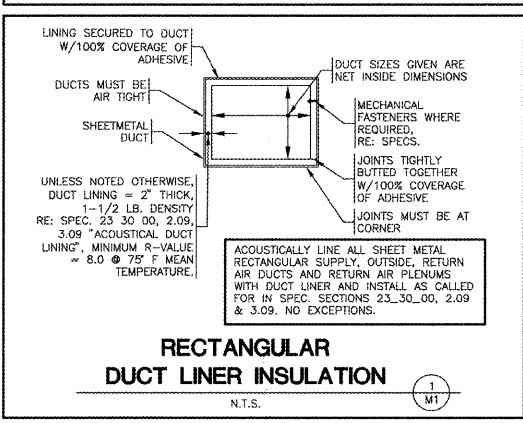 LINING SECURED TO DUCT
W/100% COVERAGE OF
ADHESIVE
DUCTS MUST BE
AIR TIGHT
SHEETMETAL
DUCT
UNLESS NOTED OTHERWISE,
DUCT LINING = 2" THICK,
1-1/2 LB. DENSITY
RE: SPEC. 23 30 00, 2.09,
3.09 "ACOUSTICAL DUCT
LINING", MINIMUM R-VALUE
= 8.0 @ 75° F MEAN
TEMPERATURE.
DUCT SIZES GIVEN ARE
NET INSIDE DIMENSIONS
MECHANICAL
FASTENERS WHERE
REQUIRED,
RE: SPECS.
JOINTS TIGHTLY
BUTTED TOGETHER
W/100% COVERAGE
OF ADHESIVE
JOINTS MUST BE AT
CORNER
ACOUSTICALLY LINE ALL SHEET METAL
RECTANGULAR SUPPLY, OUTSIDE, RETURN
AIR DUCTS AND RETURN AIR PLENUMS
WITH DUCT LINER AND INSTALL AS CALLED
FOR IN SPEC. SECTIONS 23_30_00, 2.09
& 3.09. NO EXCEPTIONS.
RECTANGULAR
DUCT LINER INSULATION
N.T.S.
1
M1